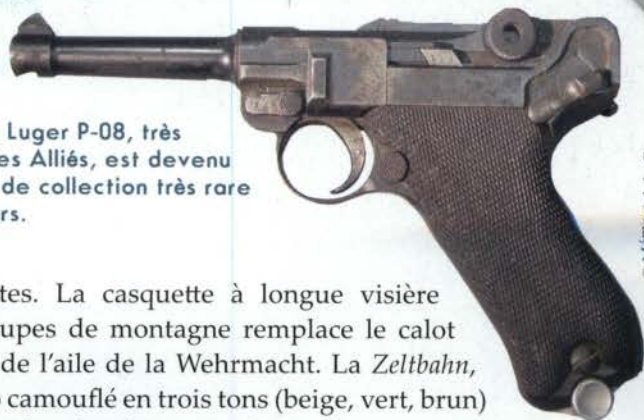 Luger P-08, très
es Alliés, est devenu
de collection très rare
rs.
tes. La casquette à longue visière
upes de montagne remplace le calot
de l'aile de la Wehrmacht. La Zeltbahn,
camouflé en trois tons (beige, vert, brun)